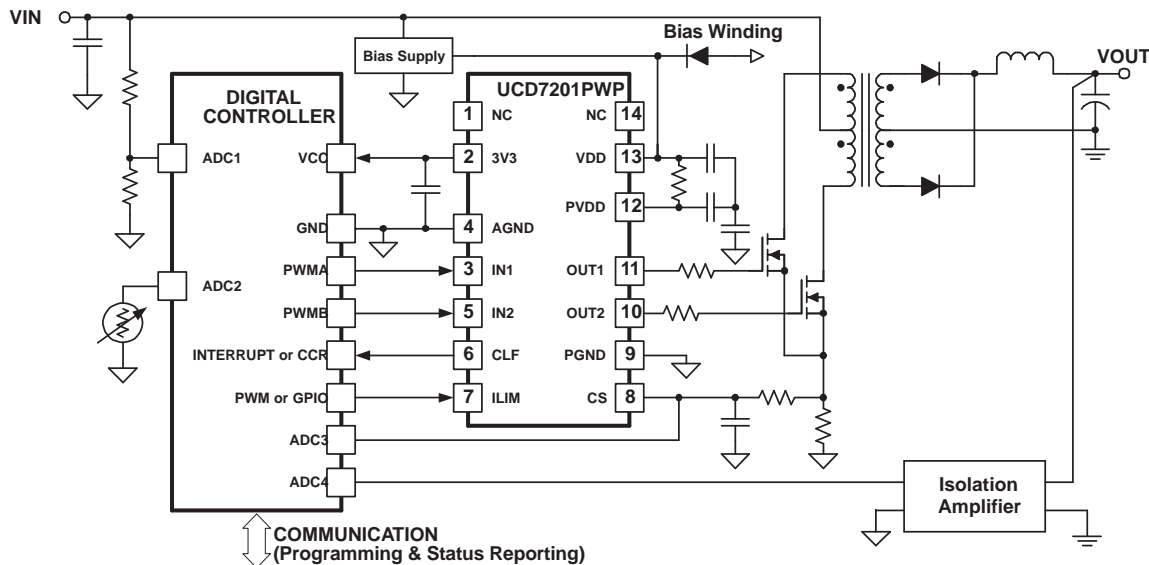 VIN
Bias Supply
Bias Winding
VOUT
DIGITAL
CONTROLLER
UCD7201PWP
1 NC
NC 14
ADC1
VCC
2 3V3
VDD 13
PVDD 12
GND
4 AGND
ADC2
PWMA
3 IN1
OUT1 11
PWMB
5 IN2
OUT2 10
INTERRUPT or CCR
6 CLF
PGND 9
PWM or GPIO
7 ILIM
CS 8
ADC3
ADC4
Isolation
Amplifier
COMMUNICATION
(Programming & Status Reporting)